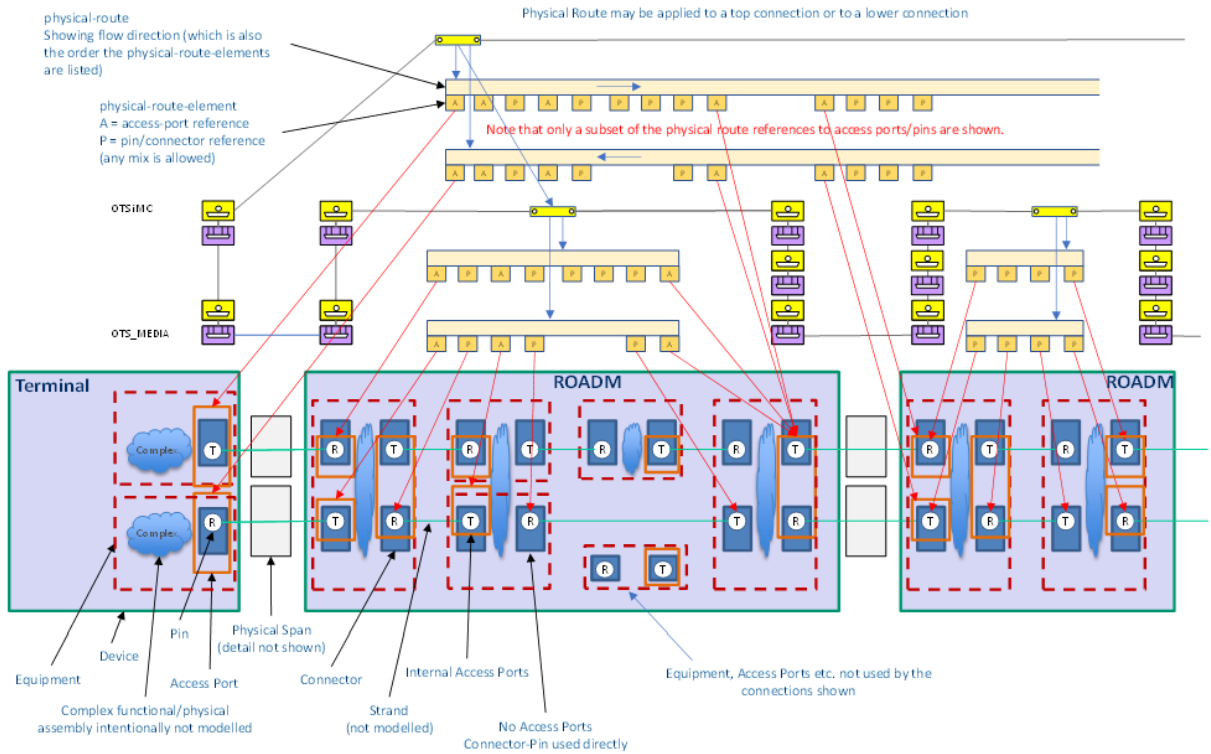 physical-route
Showing flow direction (which is also
the order the physical-route-elements
are listed)
Physical Route may be applied to a top connection or to a lower connection
physical-route-element
A = access-port reference
P = pin/connector reference
(any mix is allowed)
A A P A P P P P A A P P P
Note that only a subset of the physical route references to access ports/pins are shown.
A A P A P P A A P P P
OTSiMC
A P P A P P P A
P P P P
OTS_MEDIA
A P A P P A
P P P P
Terminal
ROADM
ROADM
Complex T
R T R T R T R T R T R T
Complex R
T R T R T R T R T R
R T
Equipment
Device
Pin
Access Port
Complex functional/physical
assembly intentionally not modelled
Physical Span
(detail not shown)
Connector
Strand
(not modelled)
Internal Access Ports
No Access Ports
Connector-Pin used directly
Equipment, Access Ports etc. not used by the
connections shown